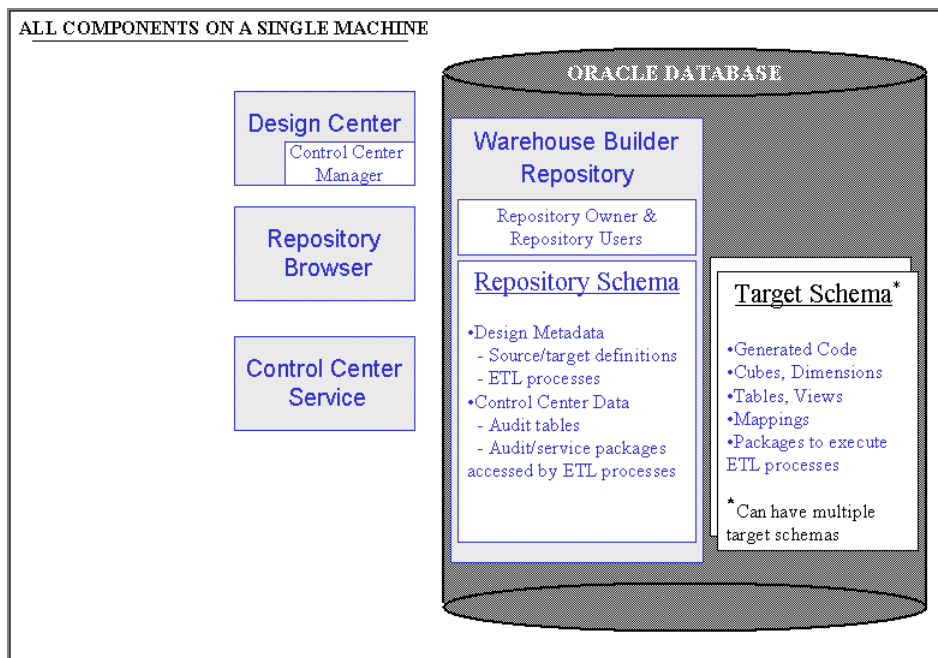 ALL COMPONENTS ON A SINGLE MACHINE
ORACLE DATABASE
Design Center
Control Center
Manager
Repository
Browser
Control Center
Service
Warehouse Builder
Repository
Repository Owner &
Repository Users
Repository Schema
•Design Metadata
- Source/target definitions
- ETL processes
•Control Center Data
- Audit tables
- Audit/service packages
accessed by ETL processes
Target Schema*
•Generated Code
•Cubes, Dimensions
•Tables, Views
•Mappings
•Packages to execute
ETL processes
*Can have multiple
target schemas